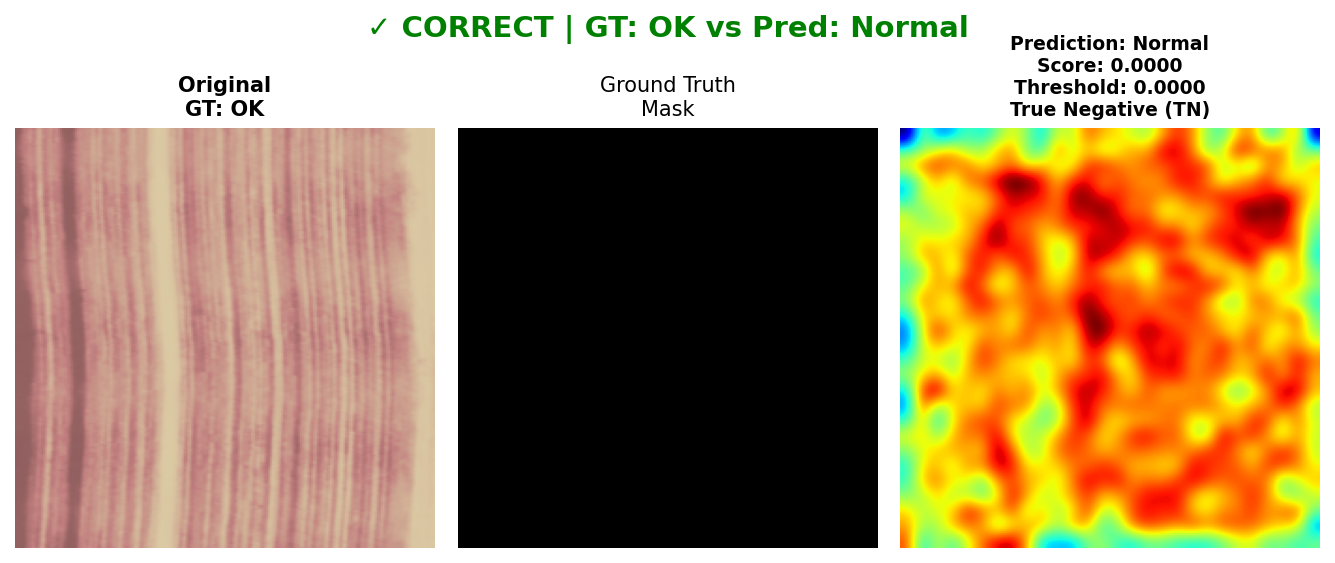 ✓ CORRECT | GT: OK vs Pred: Normal
Original
GT: OK
Ground Truth
Mask
Prediction: Normal
Score: 0.0000
Threshold: 0.0000
True Negative (TN)